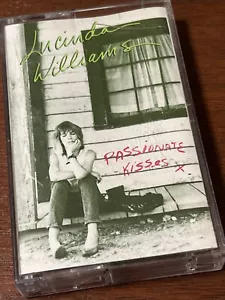 Lucinda
Williams
PASSIONATE
KISSES X